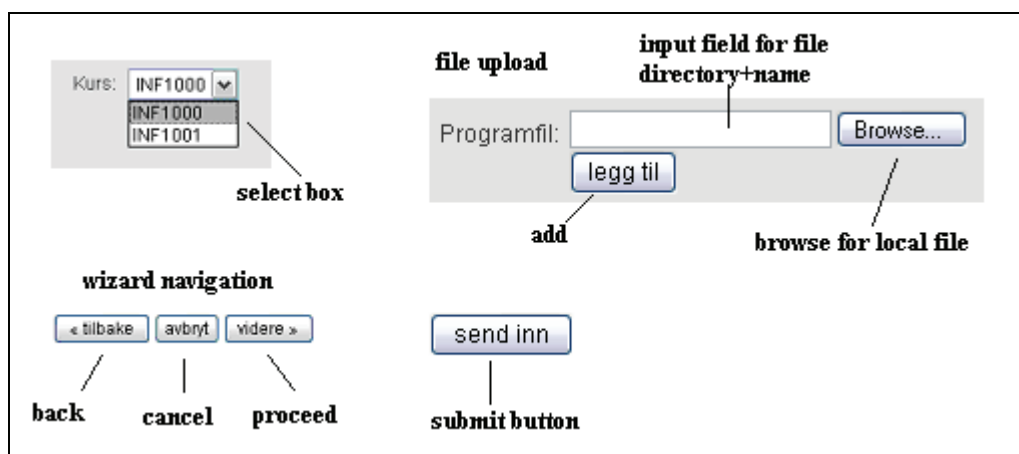 Kurs: INF1000
INF1000
INF1001
select box
file upload
input field for file
directory+name
Programfil: Browse...
legg til
add
browse for local file
wizard navigation
« tilbake avbryt videre »
back cancel proceed
send inn
submit button